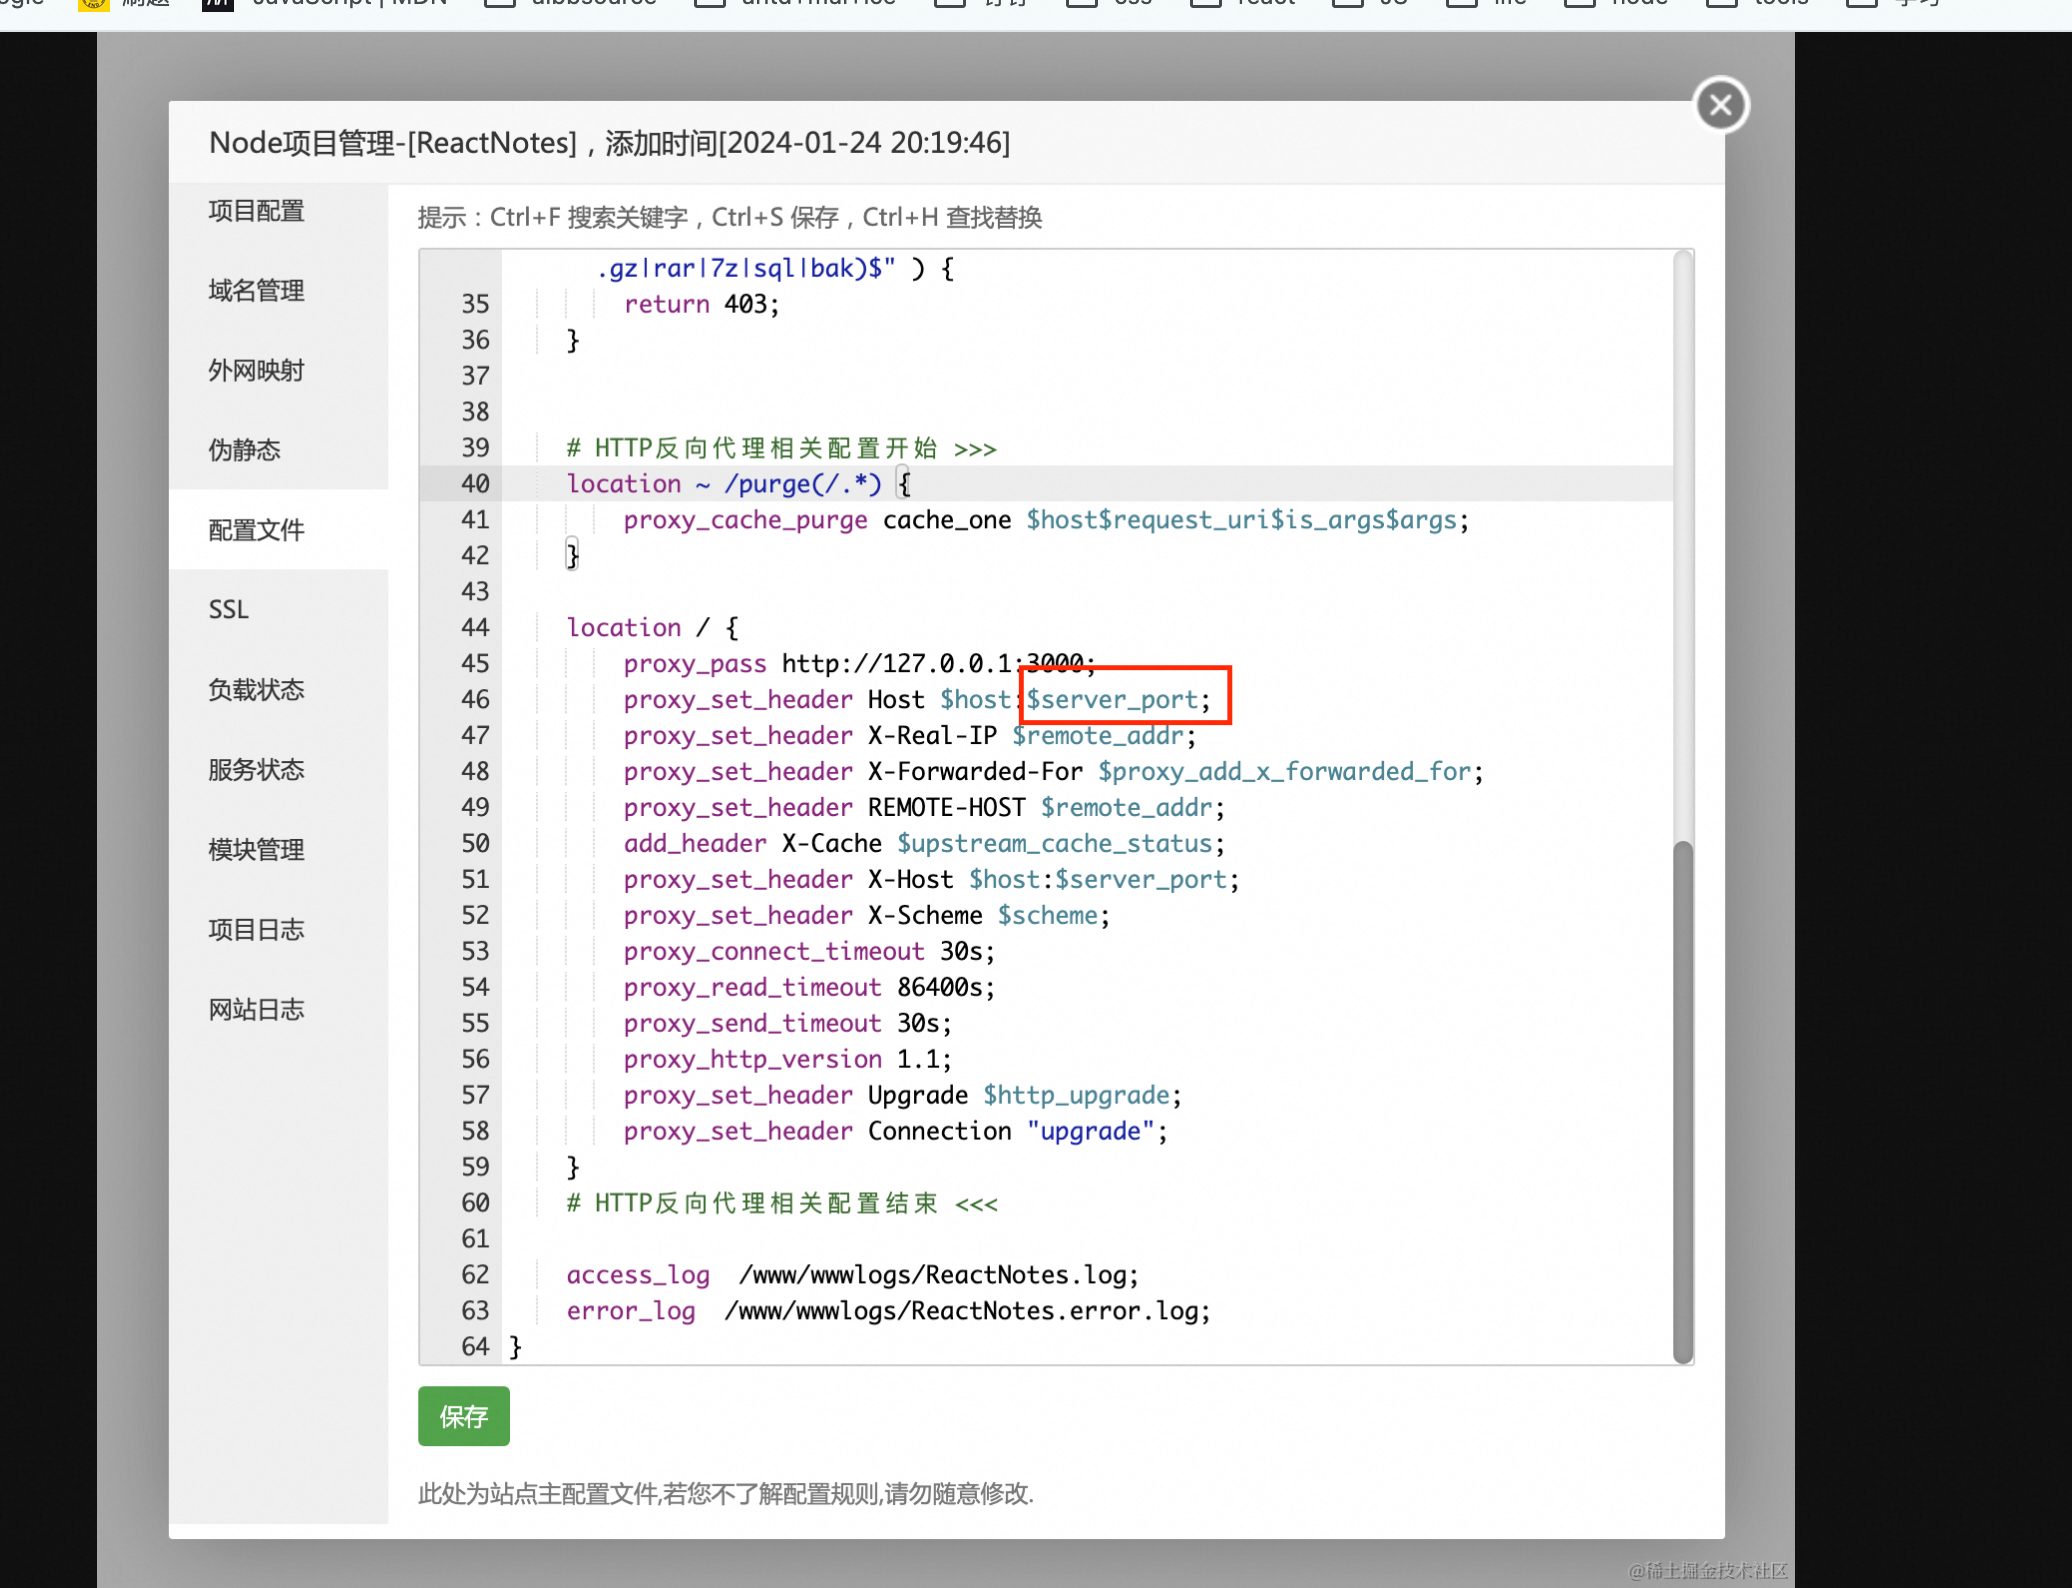 JavaScript | MDN
Node项目管理-[ReactNotes]，添加时间[2024-01-24 20:19:46]
项目配置
域名管理
外网映射
伪静态
配置文件
SSL
负载状态
服务状态
模块管理
项目日志
网站日志
提示：Ctrl+F 搜索关键字，Ctrl+S 保存，Ctrl+H 查找替换
.gz|rar|7z|sql|bak)$" ) {
35 return 403;
36 }
37
38
39 # HTTP反向代理相关配置开始 >>>
40 location ~ /purge(/.*) {
41 proxy_cache_purge cache_one $host$request_uri$is_args$args;
42 }
43
44 location / {
45 proxy_pass http://127.0.0.1:3000;
46 proxy_set_header Host $host:$server_port;
47 proxy_set_header X-Real-IP $remote_addr;
48 proxy_set_header X-Forwarded-For $proxy_add_x_forwarded_for;
49 proxy_set_header REMOTE-HOST $remote_addr;
50 add_header X-Cache $upstream_cache_status;
51 proxy_set_header X-Host $host:$server_port;
52 proxy_set_header X-Scheme $scheme;
53 proxy_connect_timeout 30s;
54 proxy_read_timeout 86400s;
55 proxy_send_timeout 30s;
56 proxy_http_version 1.1;
57 proxy_set_header Upgrade $http_upgrade;
58 proxy_set_header Connection "upgrade";
59 }
60 # HTTP反向代理相关配置结束 <<<
61
62 access_log /www/wwwlogs/ReactNotes.log;
63 error_log /www/wwwlogs/ReactNotes.error.log;
64 }
保存
此处为站点主配置文件,若您不了解配置规则,请勿随意修改.
@稀土掘金技术社区